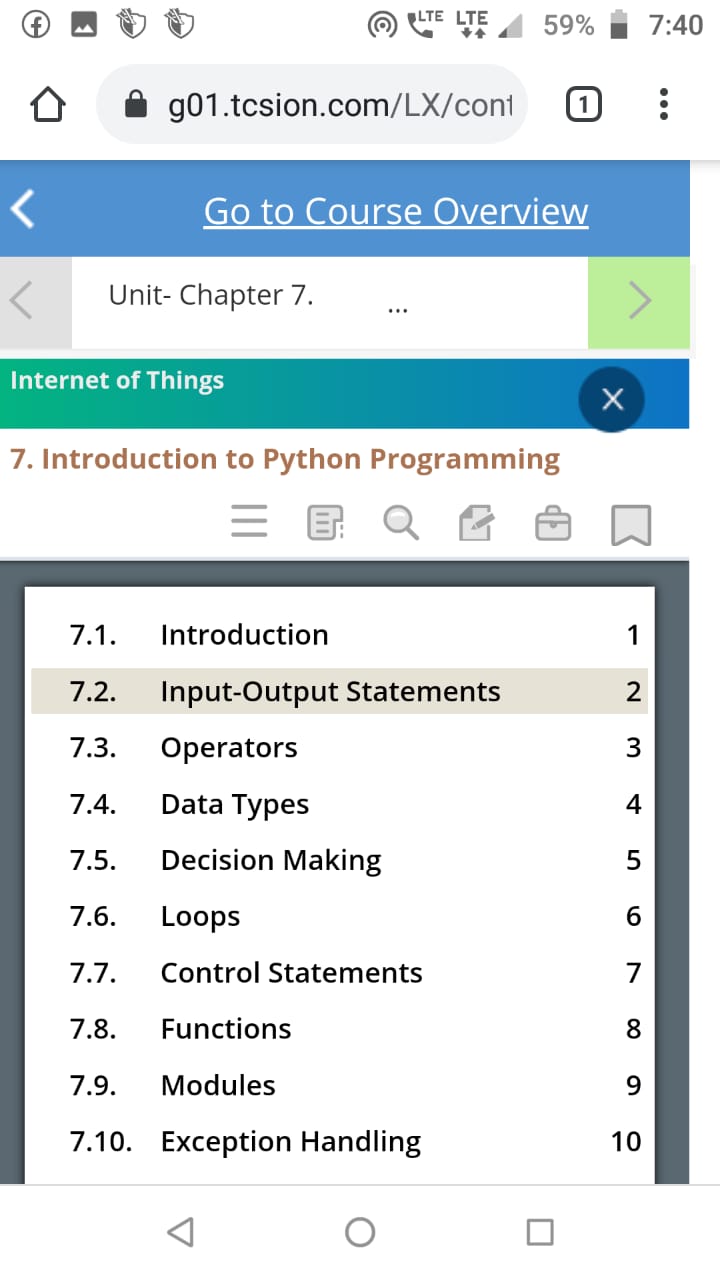 LTE LTE 59% 7:40
g01.tcsion.com/LX/cont
1
Go to Course Overview
Unit- Chapter 7. ...
Internet of Things
7. Introduction to Python Programming
7.1. Introduction 1
7.2. Input-Output Statements 2
7.3. Operators 3
7.4. Data Types 4
7.5. Decision Making 5
7.6. Loops 6
7.7. Control Statements 7
7.8. Functions 8
7.9. Modules 9
7.10. Exception Handling 10